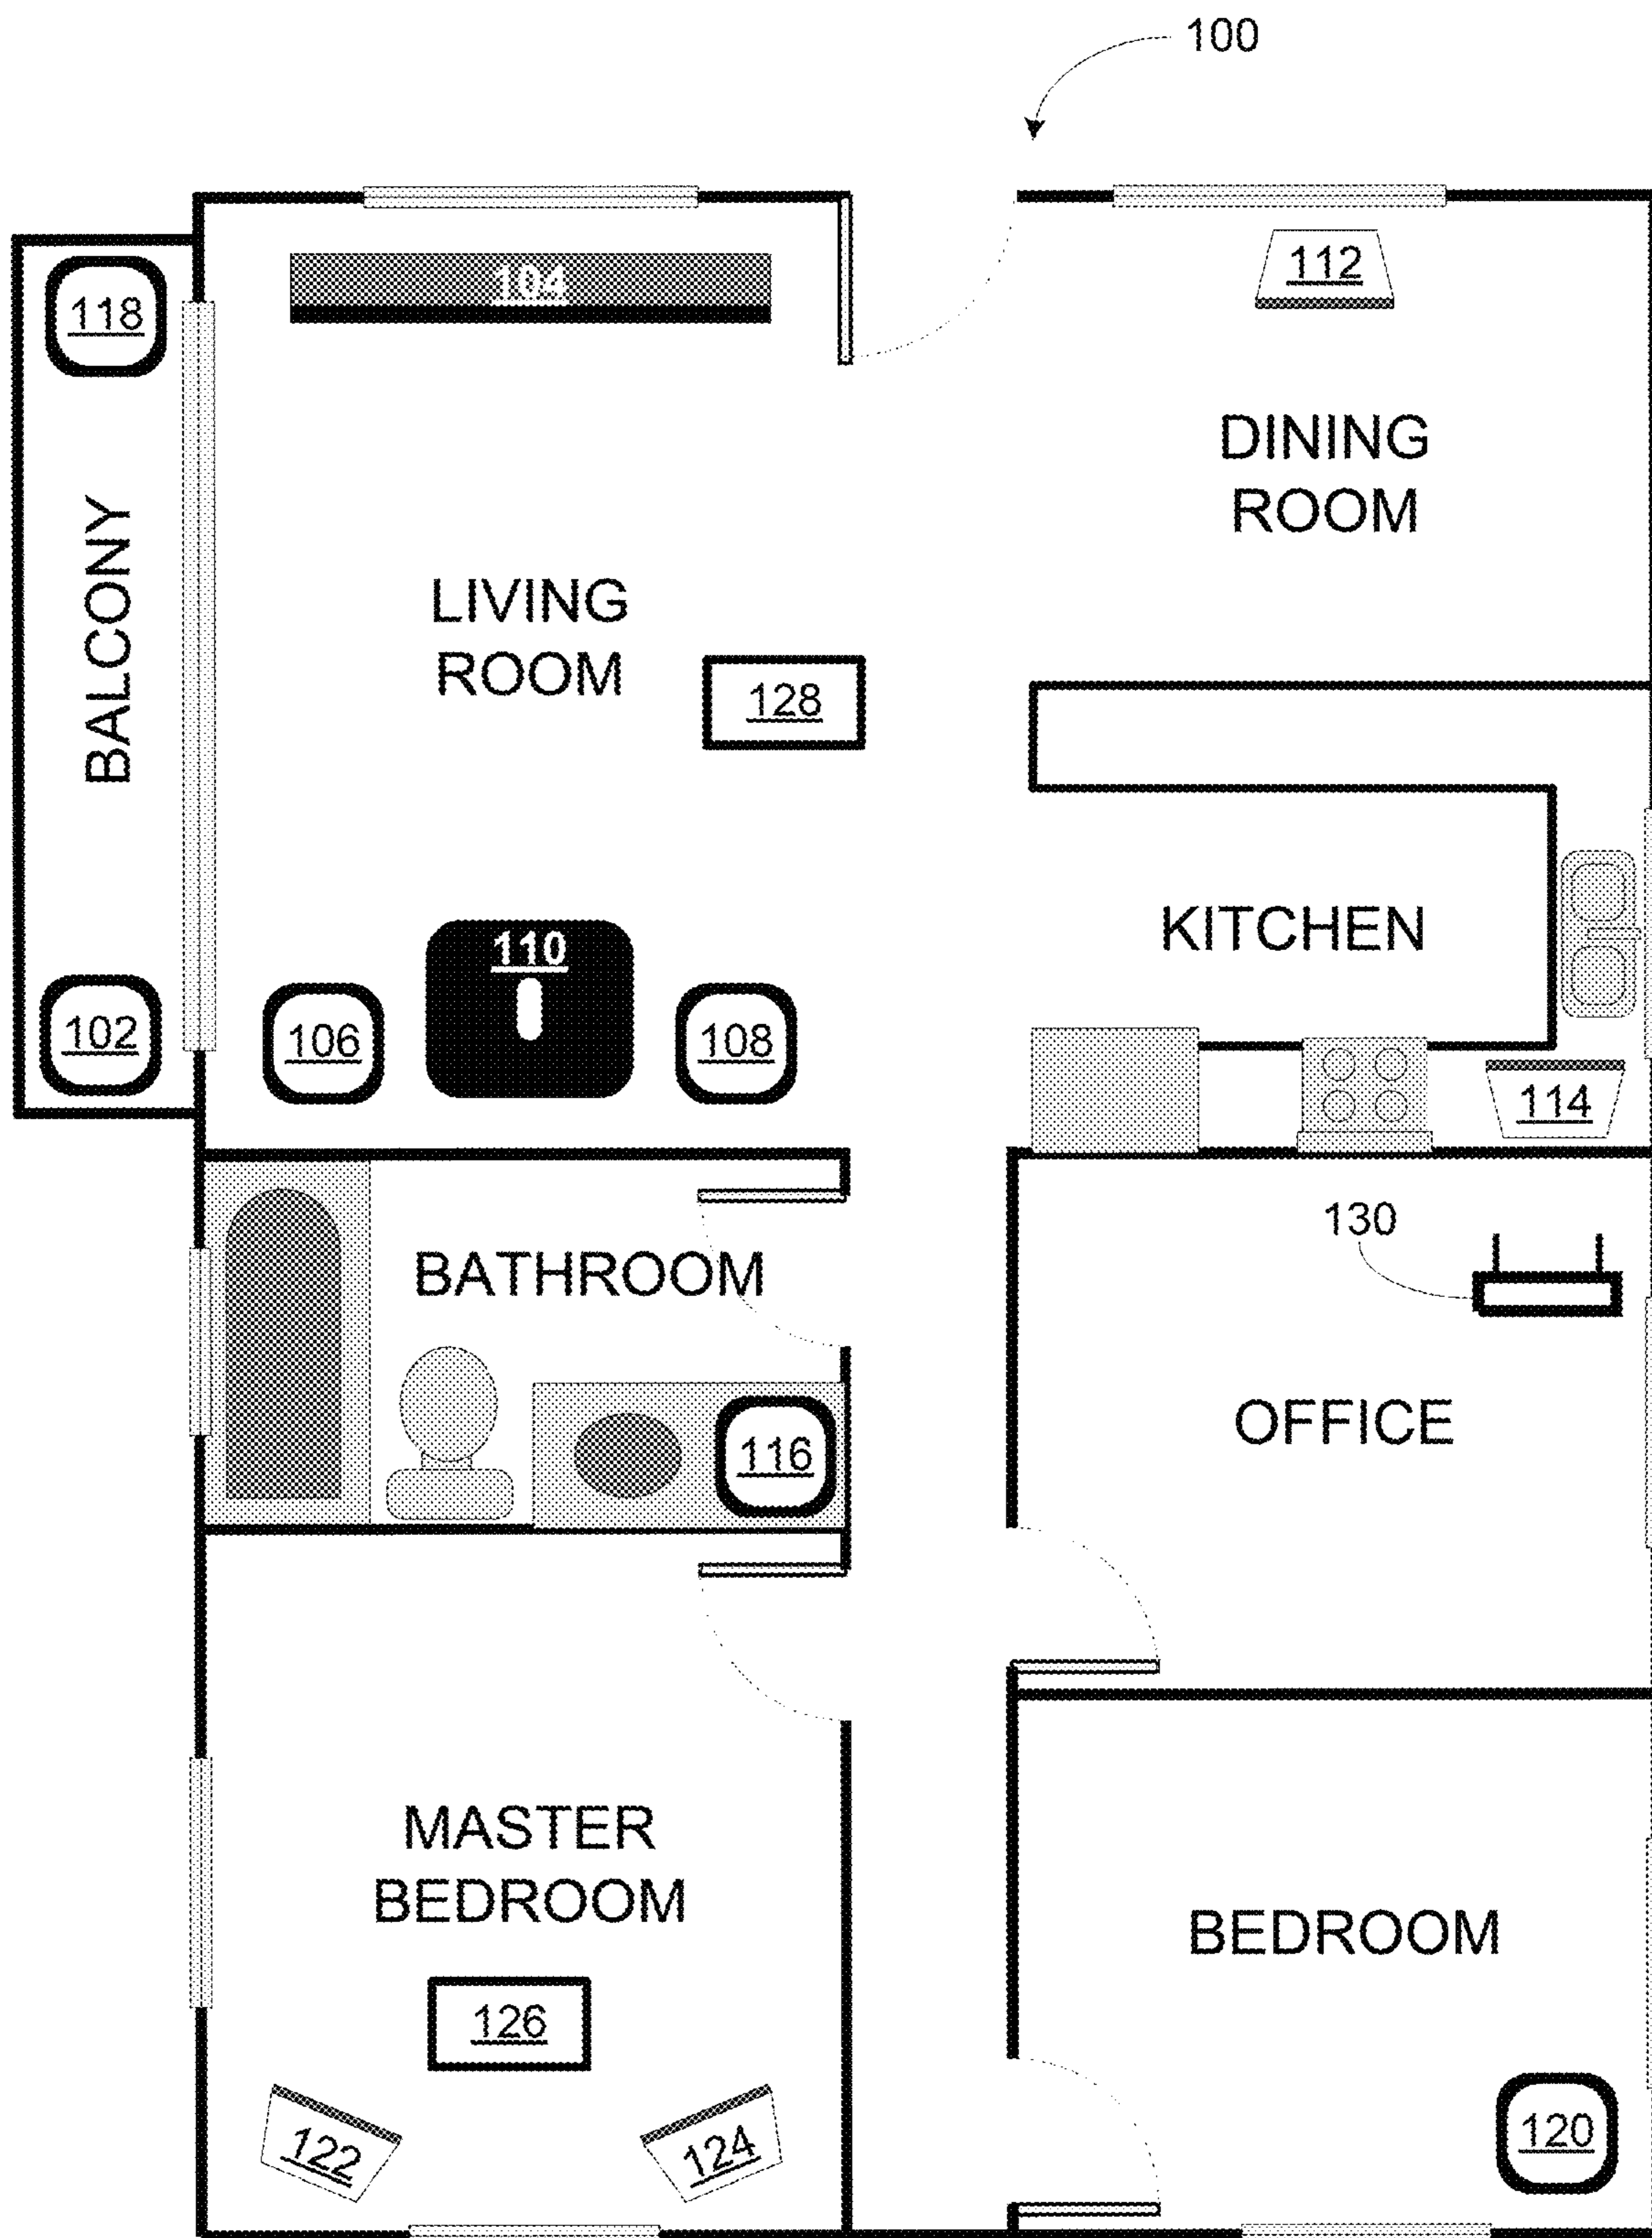 100
104
112
118
DINING
ROOM
BALCONY
LIVING
ROOM
128
KITCHEN
110
102
106
108
114
130
BATHROOM
OFFICE
116
MASTER
BEDROOM
BEDROOM
126
120
122
124